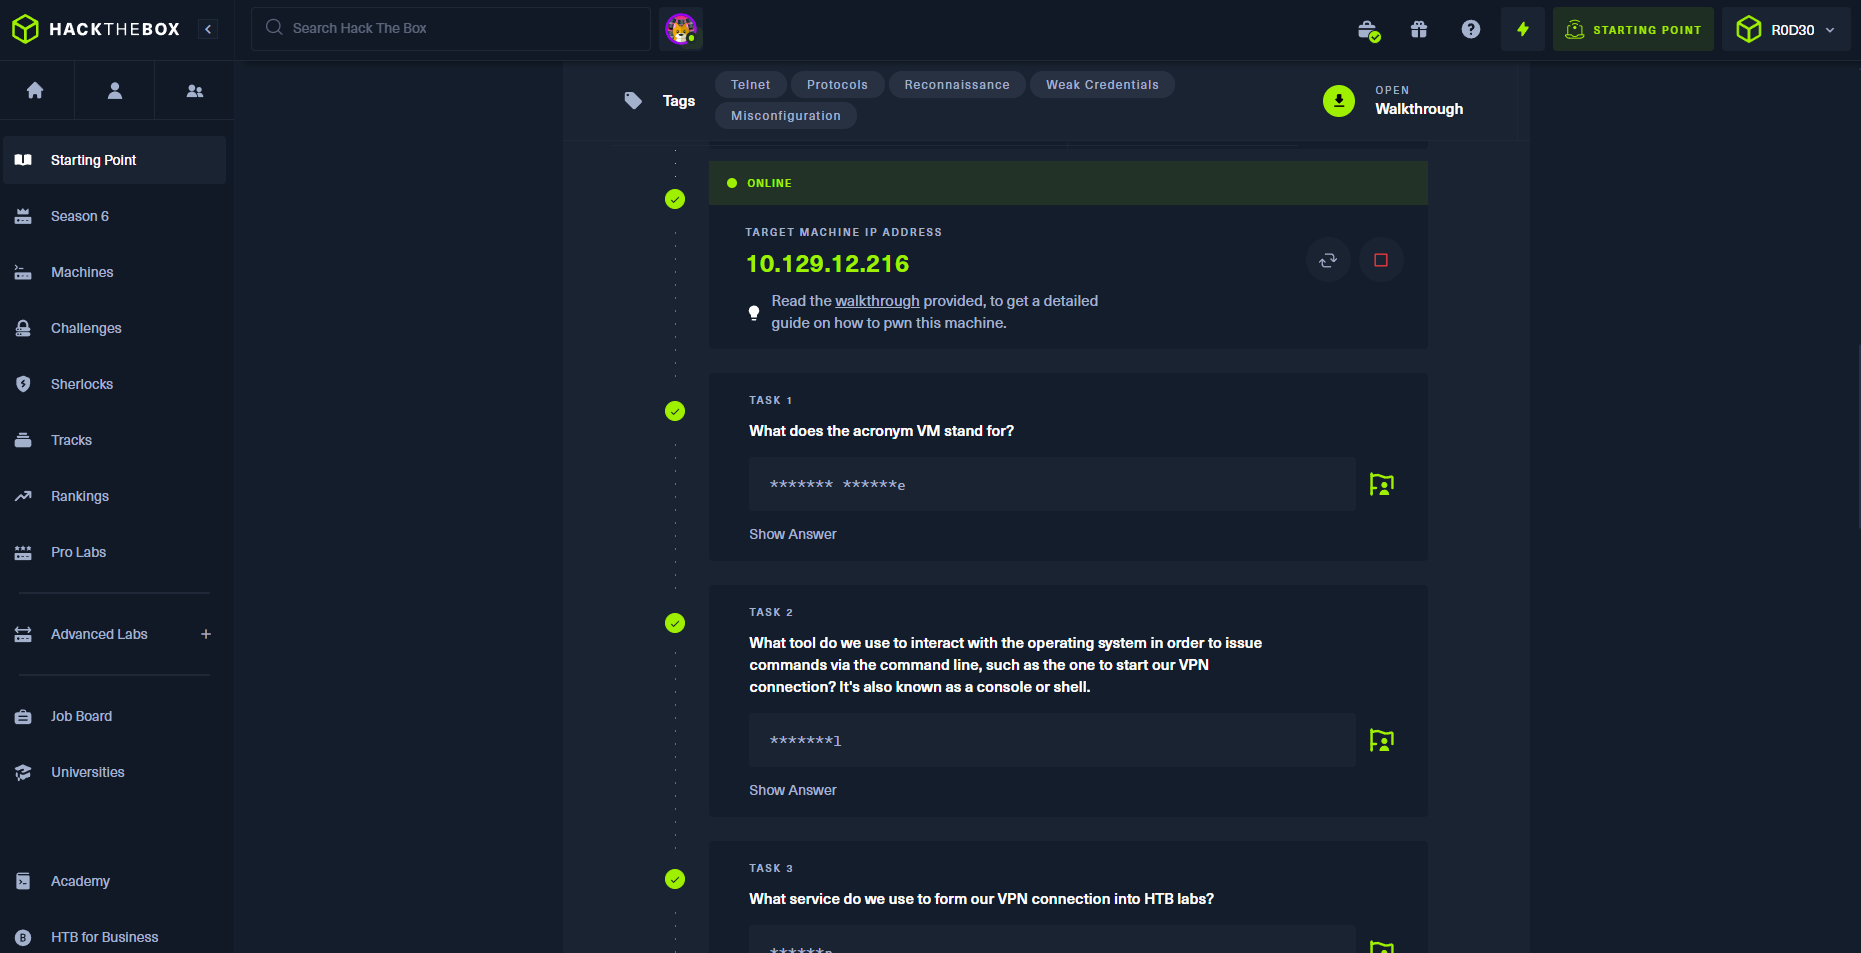 HACKTHEBOX
Search Hack The Box
STARTING POINT
R0D30
Starting Point
Season 6
Machines
Challenges
Sherlocks
Tracks
Rankings
Pro Labs
Advanced Labs +
Job Board
Universities
Academy
B HTB for Business
Tags
Telnet Protocols Reconnaissance Weak Credentials
Misconfiguration
OPEN
Walkthrough
ONLINE
TARGET MACHINE IP ADDRESS
10.129.12.216
Read the walkthrough provided, to get a detailed
guide on how to pwn this machine.
TASK 1
What does the acronym VM stand for?
******* ******e
Show Answer
TASK 2
What tool do we use to interact with the operating system in order to issue
commands via the command line, such as the one to start our VPN
connection? It's also known as a console or shell.
*******l
Show Answer
TASK 3
What service do we use to form our VPN connection into HTB labs?